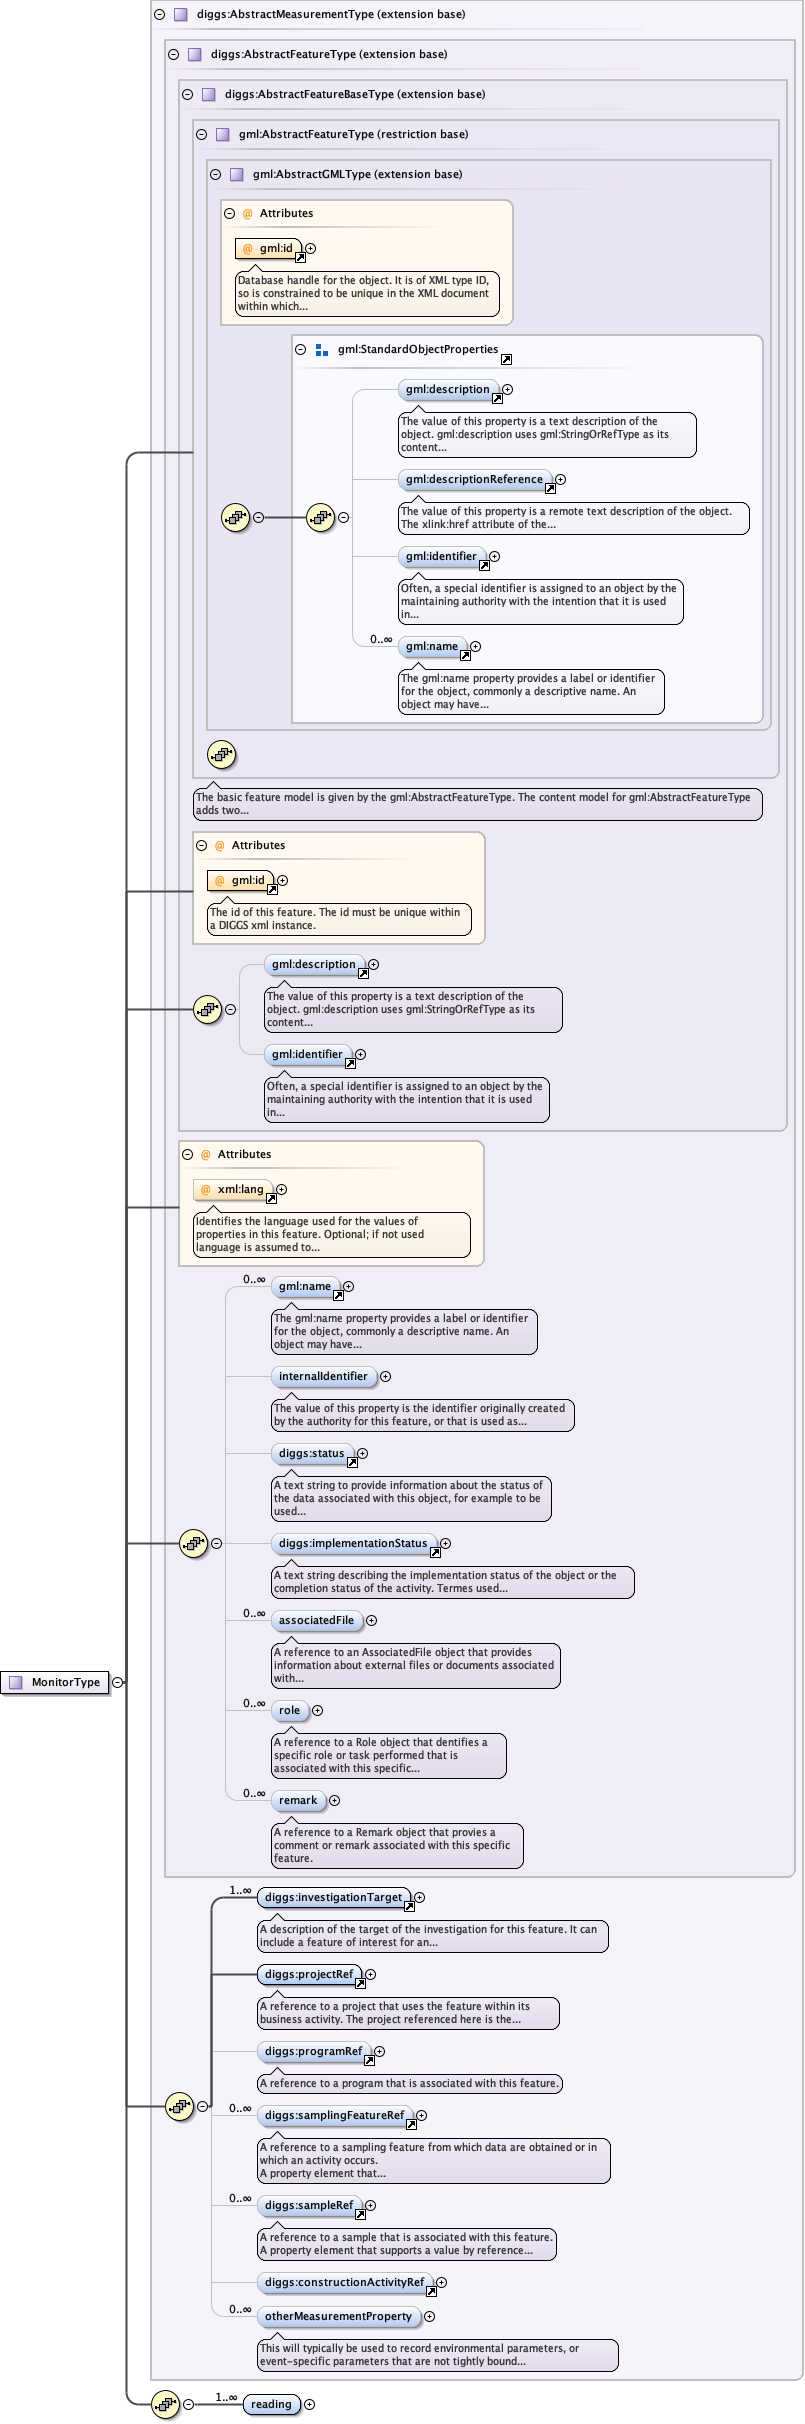 diggs:AbstractMeasurementType (extension base)
diggs:AbstractFeatureType (extension base)
diggs:AbstractFeatureBaseType (extension base)
gml:AbstractFeatureType (restriction base)
gml:AbstractGMLType (extension base)
@ Attributes
@ gml:id
Database handle for the object. It is of XML type ID,
so is constrained to be unique in the XML document
within which...
gml:StandardObjectProperties
gml:description
The value of this property is a text description of the
object. gml:description uses gml:StringOrRefType as its
content...
gml:descriptionReference
The value of this property is a remote text description of the object.
The xlink:href attribute of the...
gml:identifier
Often, a special identifier is assigned to an object by the
maintaining authority with the intention that it is used
in...
0..∞
gml:name
The gml:name property provides a label or identifier
for the object, commonly a descriptive name. An
object may have...
The basic feature model is given by the gml:AbstractFeatureType. The content model for gml:AbstractFeatureType
adds two...
@ Attributes
@ gml:id
The id of this feature. The id must be unique within
a DIGGS xml instance.
gml:description
The value of this property is a text description of the
object. gml:description uses gml:StringOrRefType as its
content...
gml:identifier
Often, a special identifier is assigned to an object by the
maintaining authority with the intention that it is used
in...
@ Attributes
@ xml:lang
Identifies the language used for the values of
properties in this feature. Optional; if not used
language is assumed to...
0..∞
gml:name
The gml:name property provides a label or identifier
for the object, commonly a descriptive name. An
object may have...
internalIdentifier
The value of this property is the identifier originally created
by the authority for this feature, or that is used as...
diggs:status
A text string to provide information about the status of
the data associated with this object, for example to be
used...
diggs:implementationStatus
A text string describing the implementation status of the object or the
completion status of the activity. Termes used...
0..∞
associatedFile
A reference to an AssociatedFile object that provides
information about external files or documents associated
with...
MonitorType
0..∞
role
A reference to a Role object that dentifies a
specific role or task performed that is
associated with this specific...
0..∞
remark
A reference to a Remark object that provies a
comment or remark associated with this specific
feature.
1..∞
diggs:investigationTarget
A description of the target of the investigation for this feature. It can
include a feature of interest for an...
diggs:projectRef
A reference to a project that uses the feature within its
business activity. The project referenced here is the...
diggs:programRef
A reference to a program that is associated with this feature.
0..∞
diggs:samplingFeatureRef
A reference to a sampling feature from which data are obtained or in
which an activity occurs.
A property element that...
0..∞
diggs:sampleRef
A reference to a sample that is associated with this feature.
A property element that supports a value by reference...
diggs:constructionActivityRef
0..∞
otherMeasurementProperty
This will typically be used to record environmental parameters, or
event-specific parameters that are not tightly bound...
1..∞
reading